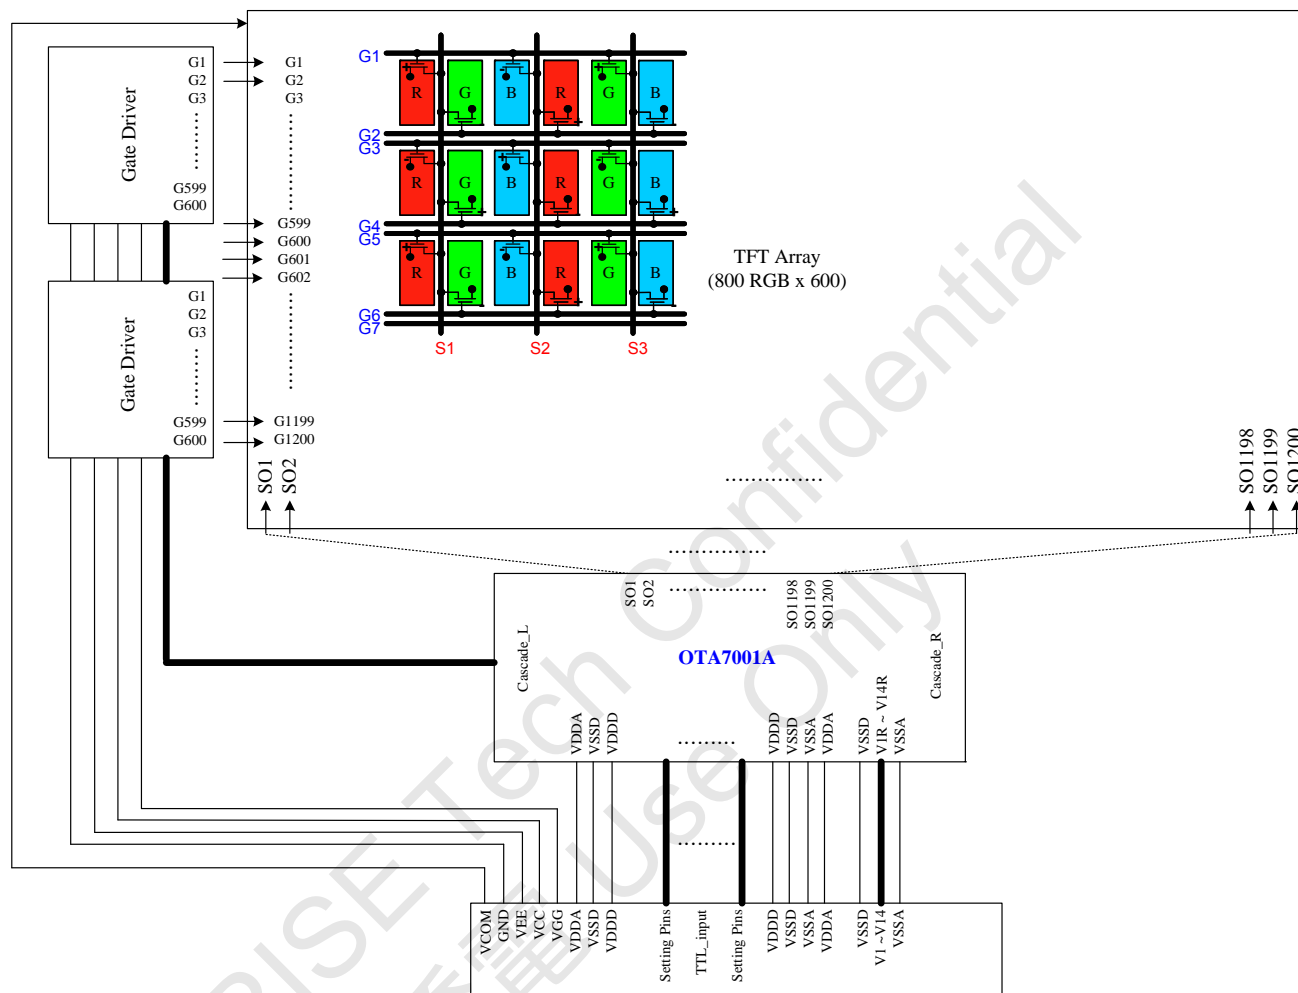 G1
G2
G3
G599
G600
Gate Driver
G1
G2
G3
G599
G600
G601
G602
G1199
G1200
G1
G2
G3
G599
G600
Gate Driver
G1
R
G
B
R
G
B
G2
G3
R
G
B
R
G
B
G4
G5
R
G
B
R
G
B
G6
G7
S1
S2
S3
TFT Array
(800 RGB x 600)
SO1
SO2
SO1198
SO1199
SO1200
SO1
SO2
SO1198
SO1199
SO1200
Cascade_L
OTA7001A
Cascade_R
VDDA
VSSD
VDDD
VDDD
VSSD
VSSA
VDDA
VSSD
V1R ~ V14R
VSSA
VCOM
GND
VEE
VCC
VGG
VDDA
VSSD
VDDD
Setting Pins
TTL_input
Setting Pins
VDDD
VSSD
VSSA
VDDA
VSSD
V1 ~V14
VSSA
RISE Tech Confidential
Use Only